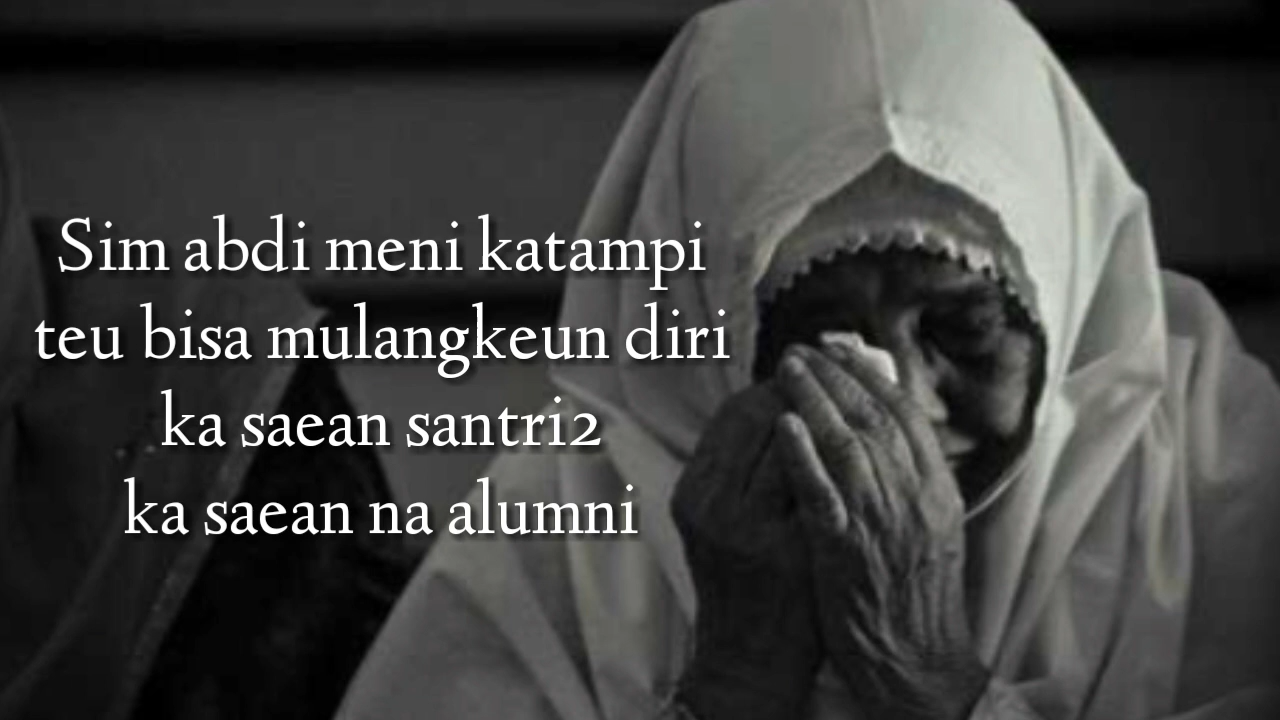 Sim abdi meni katampi
teu bisa mulangkeun diri
ka saean santri2
ka saean na alumni